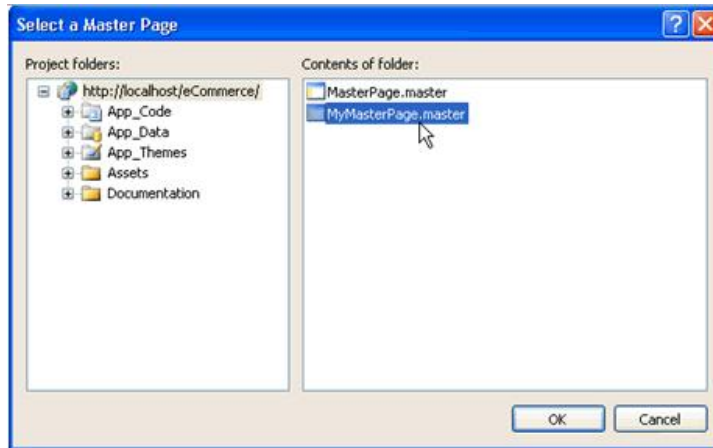 Select a Master Page
Project folders:
http://localhost/eCommerce/
App_Code
App_Data
App_Themes
Assets
Documentation
Contents of folder:
MasterPage.master
MyMasterPage.master
OK
Cancel